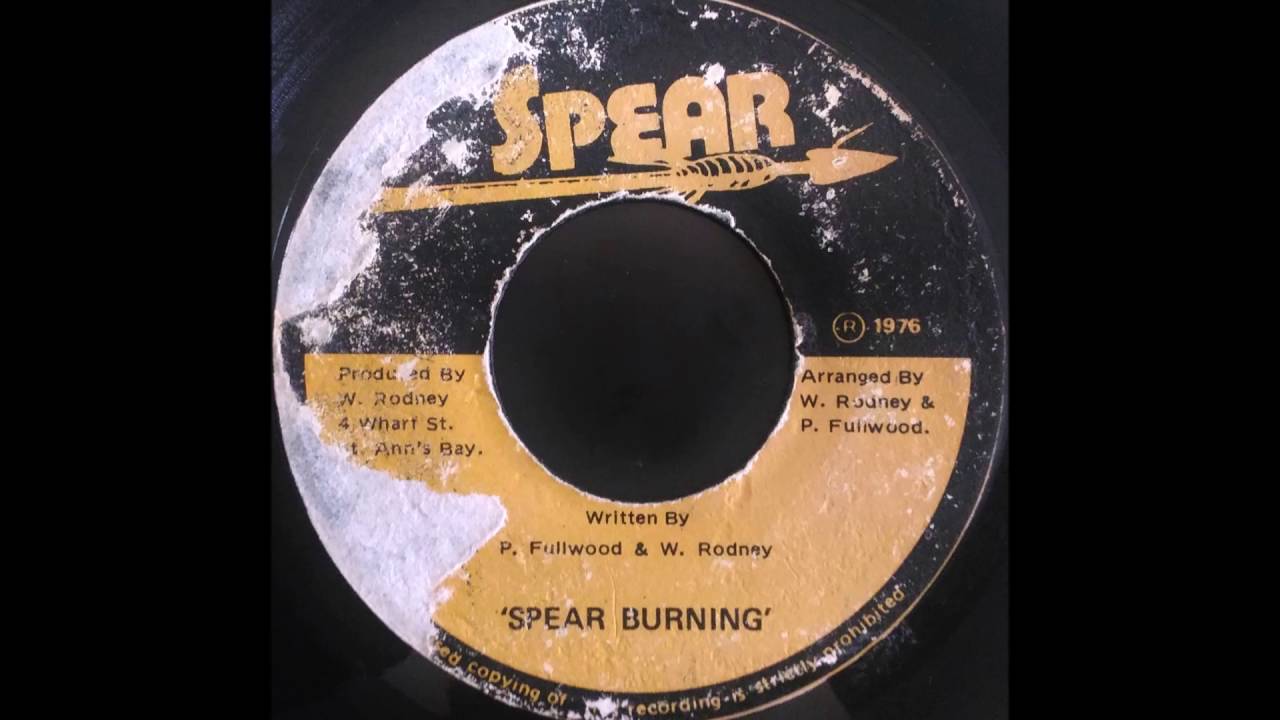 SPEAR
R 1976
Produced By
W. Rodney
4 Wharf St.
t. Ann's Bay.
Arranged By
W. Rodney &
P. Fullwood.
Written By
P. Fullwood & W. Rodney
'SPEAR BURNING'
sed copying of recording is strictly prohibited